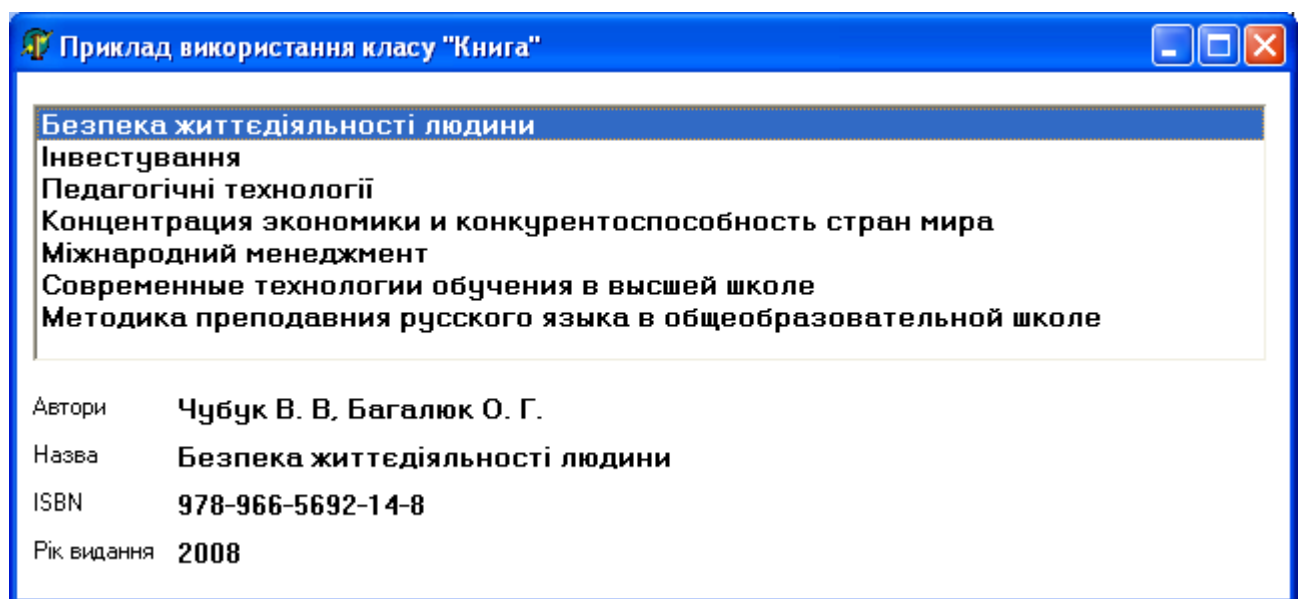 Приклад використання класу "Книга"
Безпека життєдіяльності людини
Інвестування
Педагогічні технології
Концентрация экономики и конкурентоспособность стран мира
Міжнародний менеджмент
Современные технологии обучения в высшей школе
Методика преподавния русского языка в общеобразовательной школе
Автори Чубук В. В, Багалюк О. Г.
Назва Безпека життєдіяльності людини
ISBN 978-966-5692-14-8
Рік видання 2008